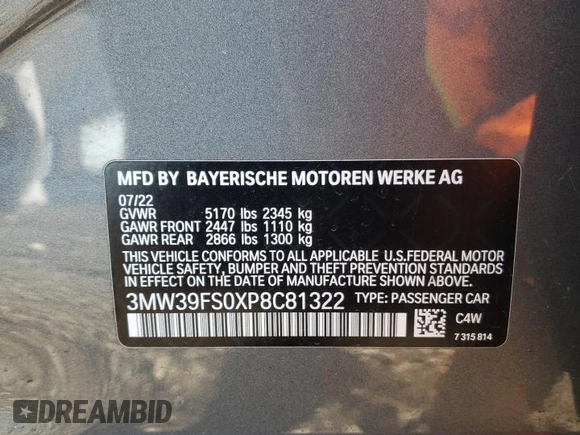 MFD BY BAYERISCHE MOTOREN WERKE AG
07/22
GVWR 5170 lbs 2345 kg
GAWR FRONT 2447 lbs 1110 kg
GAWR REAR 2866 lbs 1300 kg
THIS VEHICLE CONFORMS TO ALL APPLICABLE U.S.FEDERAL MOTOR
VEHICLE SAFETY, BUMPER AND THEFT PREVENTION STANDARDS
IN EFFECT ON THE DATE OF MANUFACTURE SHOWN ABOVE.
3MW39FS0XP8C81322 TYPE: PASSENGER CAR
C4W
7 315 814
DREAMBID